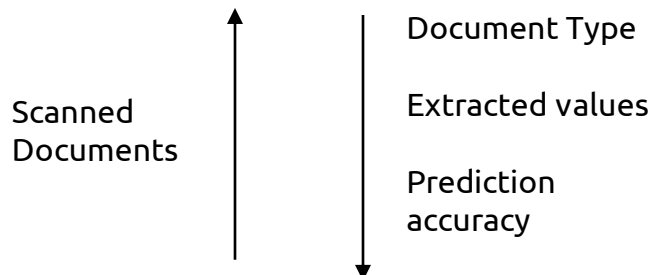 Scanned
Documents
Document Type
Extracted values
Prediction
accuracy